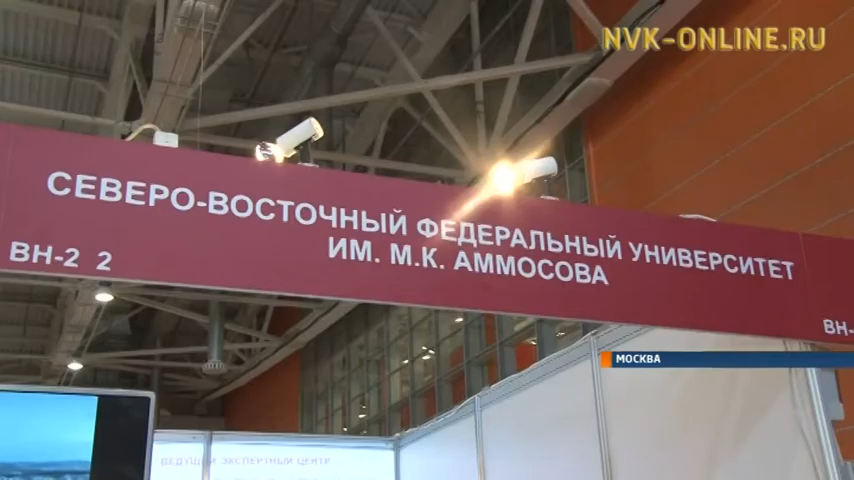 NVK-ONLINE.RU
СЕВЕРО-ВОСТОЧНЫЙ ФЕДЕРАЛЬНЫЙ УНИВЕРСИТЕТ
ИМ. М.К. АММОСОВА
ВН-2 2
ВН-
МОСКВА
ВЕДУЩИЙ ЭКСПЕРТНЫЙ ЦЕНТР